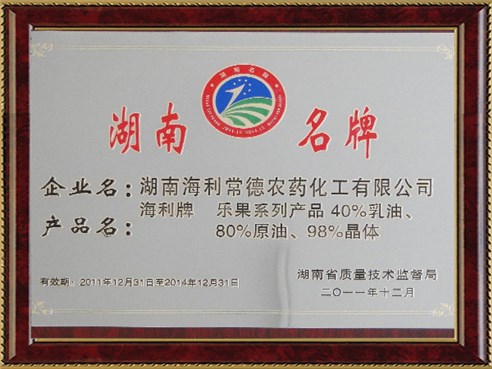 湖南名牌
湖南名牌
企业名：湖南海利常德农药化工有限公司
产品名：海利牌 乐果系列产品 40%乳油、
80%原油、98%晶体
有效期：2011年12月31日至2014年12月31日
湖南省质量技术监督局
二〇一一年十二月